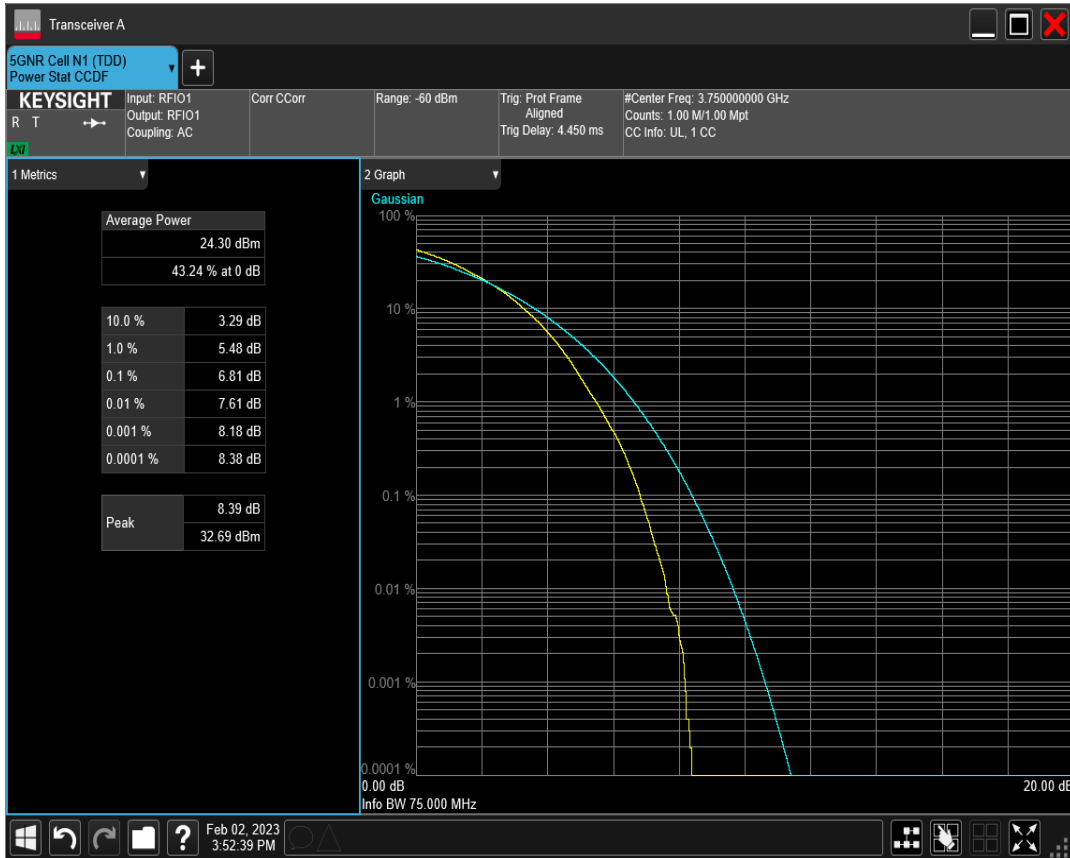 Transceiver A
5GNR Cell N1 (TDD)
Power Stat CCDF
+
KEYSIGHT
R T
LXI
Input: RFIO1
Output: RFIO1
Coupling: AC
Corr CCorr
Range: -60 dBm
Trig: Prot Frame
Aligned
Trig Delay: 4.450 ms
#Center Freq: 3.750000000 GHz
Counts: 1.00 M/1.00 Mpt
CC Info: UL, 1 CC
1 Metrics
Average Power
24.30 dBm
43.24 % at 0 dB
10.0 % 3.29 dB
1.0 % 5.48 dB
0.1 % 6.81 dB
0.01 % 7.61 dB
0.001 % 8.18 dB
0.0001 % 8.38 dB
Peak
8.39 dB
32.69 dBm
2 Graph
Gaussian
100 %
10 %
1 %
0.1 %
0.01 %
0.001 %
0.0001 %
0.00 dB 20.00 dB
Info BW 75.000 MHz
?
Feb 02, 2023
3:52:39 PM